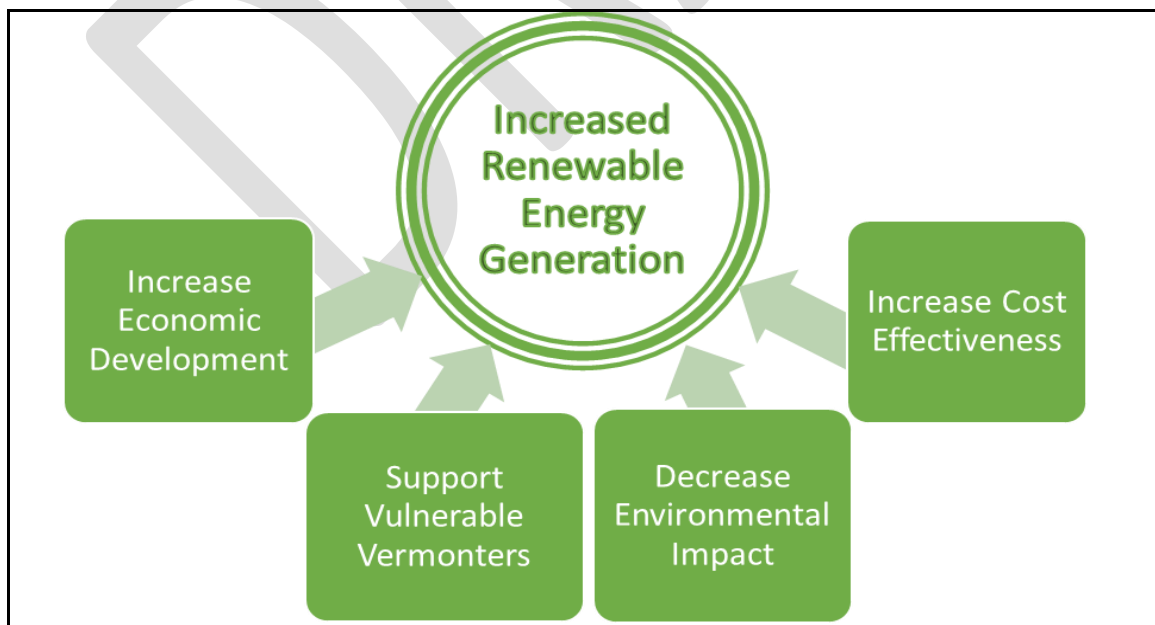 Increased
Renewable
Energy
Generation
Increase
Economic
Development
Increase Cost
Effectiveness
Support
Vulnerable
Vermonters
Decrease
Environmental
Impact